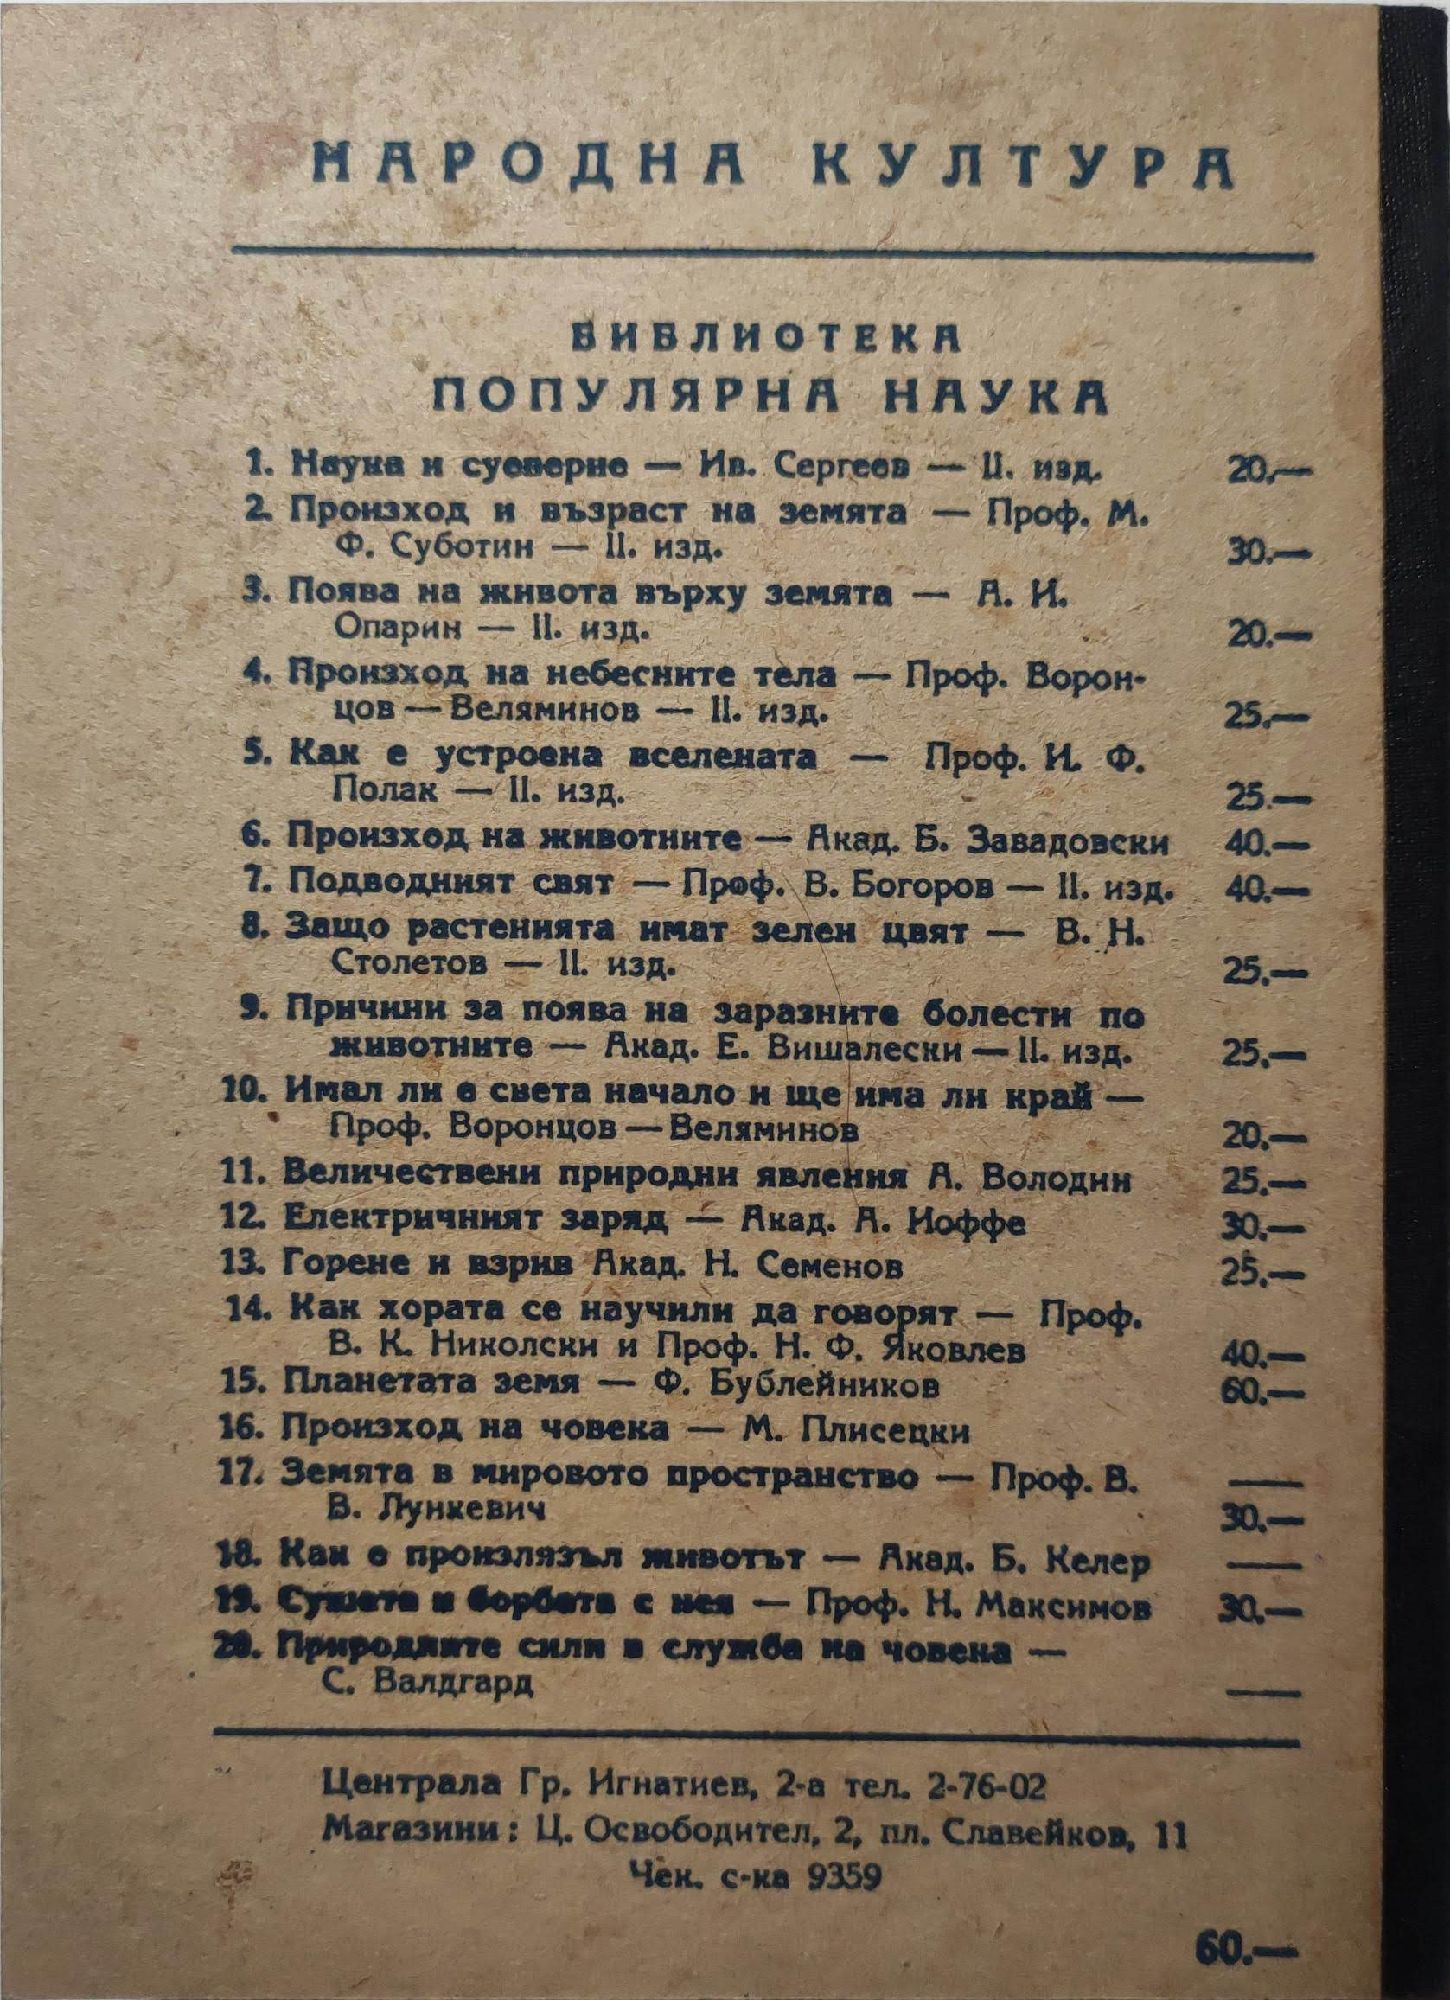 НАРОДНА КУЛТУРА
БИБЛИОТЕКА
ПОПУЛЯРНА НАУКА
1. Наука и суеверие — Ив. Сергеев — II. изд. 20.—
2. Произход и възраст на земята — Проф. М.
Ф. Суботин — II. изд. 30.—
3. Поява на живота върху земята — А. И.
Опарин — II. изд. 20.—
4. Произход на небесните тела — Проф. Ворон-
цов — Веляминов — II. изд. 25.—
5. Как е устроена вселената — Проф. И. Ф.
Полак — II. изд. 25.—
6. Произход на животните — Акад. Б. Завадовски 40.—
7. Подводният свят — Проф. В. Богоров — II. изд. 40.—
8. Защо растенията имат зелен цвят — В. Н.
Столетов — II. изд. 25.—
9. Причини за поява на заразните болести по
животните — Акад. Е. Вишалески — II. изд. 25.—
10. Имал ли е света начало и ще има ли край —
Проф. Воронцов — Веляминов 20.—
11. Величествени природни явления А. Володин 25.—
12. Електричният заряд — Акад. А. Иоффе 30.—
13. Горене и взрив Акад. Н. Семенов 25.—
14. Как хората се научили да говорят — Проф.
В. К. Николски и Проф. Н. Ф. Яковлев 40.—
15. Планетата земя — Ф. Бублейников 60.—
16. Произход на човека — М. Плисецки
17. Земята в мировото пространство — Проф. В. —
В. Лункевич 30.—
18. Как е произлязъл животът — Акад. Б. Келер —
19. Сушата и борбата с нея — Проф. Н. Максимов 30.—
20. Природните сили в служба на човека —
С. Валдгард —
Централа Гр. Игнатиев, 2-а тел. 2-76-02
Магазини: Ц. Освободител, 2, пл. Славейков, 11
Чек. с-ка 9359
60.—